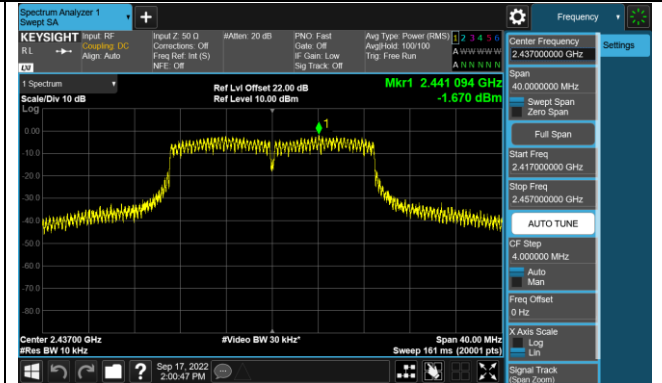 Spectrum Analyzer 1
Swept SA
+
Frequency
KEYSIGHT
RL
LXI
Input: RF
Coupling: DC
Align: Auto
Input Z: 50 Ω
Corrections: Off
Freq Ref: Int (S)
NFE: Off
#Atten: 20 dB
PNO: Fast
Gate: Off
IF Gain: Low
Sig Track: Off
Avg Type: Power (RMS)
Avg|Hold: 100/100
Trig: Free Run
1 2 3 4 5 6
A W W W W W
A N N N N N
1 Spectrum
Scale/Div 10 dB
Log
Ref Lvl Offset 22.00 dB
Ref Level 10.00 dBm
Mkr1 2.441 094 GHz
-1.670 dBm
1
0.00
-10.0
-20.0
-30.0
-40.0
-50.0
-60.0
-70.0
-80.0
Center 2.43700 GHz
#Res BW 10 kHz
#Video BW 30 kHz*
Span 40.00 MHz
Sweep 161 ms (20001 pts)
Center Frequency
2.437000000 GHz
Settings
Span
40.0000000 MHz
Swept Span
Zero Span
Full Span
Start Freq
2.417000000 GHz
Stop Freq
2.457000000 GHz
AUTO TUNE
CF Step
4.000000 MHz
Auto
Man
Freq Offset
0 Hz
X Axis Scale
Log
Lin
Signal Track
(Span Zoom)
?
Sep 17, 2022
2:00:47 PM